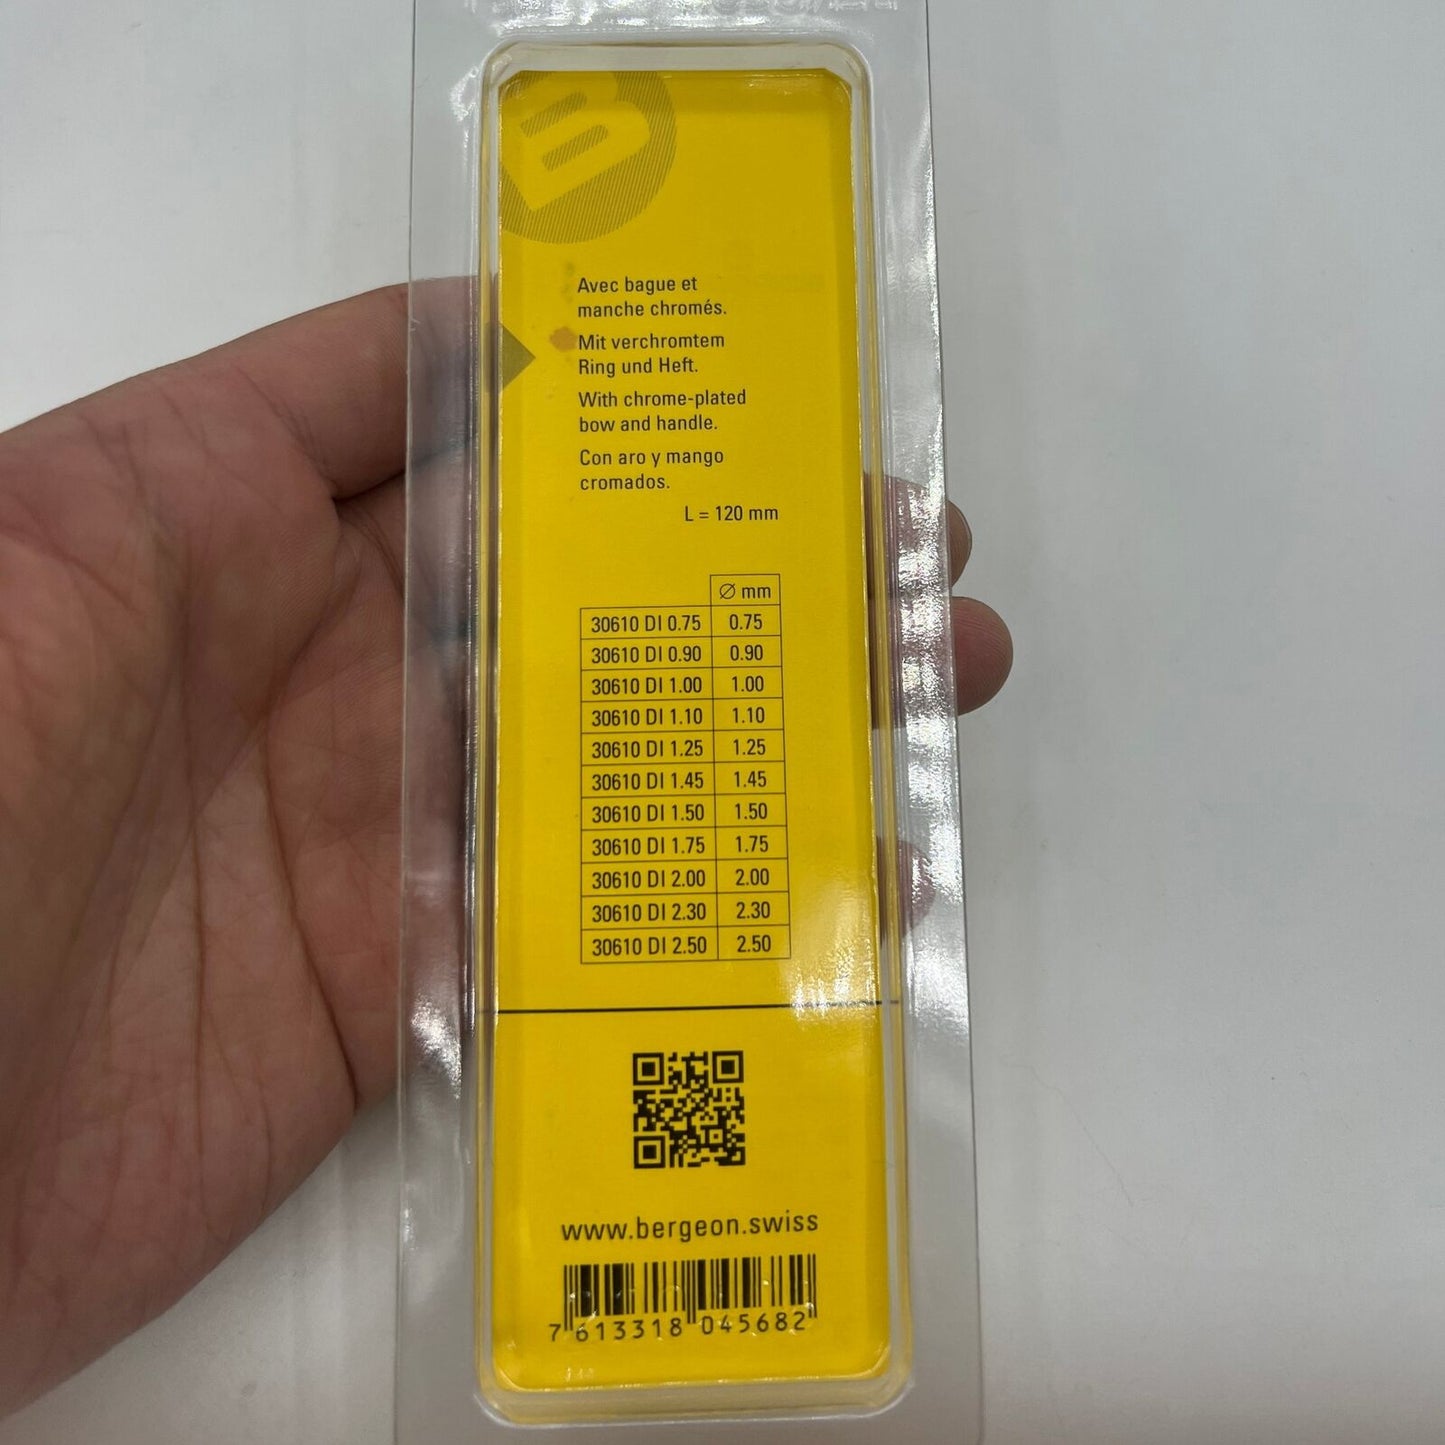 B
Avec bague et
manche chromés.
Mit verchromtem
Ring und Heft.
With chrome-plated
bow and handle.
Con aro y mango
cromados.
L = 120 mm
Ø mm
30610 DI 0.75 0.75
30610 DI 0.90 0.90
30610 DI 1.00 1.00
30610 DI 1.10 1.10
30610 DI 1.25 1.25
30610 DI 1.45 1.45
30610 DI 1.50 1.50
30610 DI 1.75 1.75
30610 DI 2.00 2.00
30610 DI 2.30 2.30
30610 DI 2.50 2.50
www.bergeon.swiss
7 613318 045682